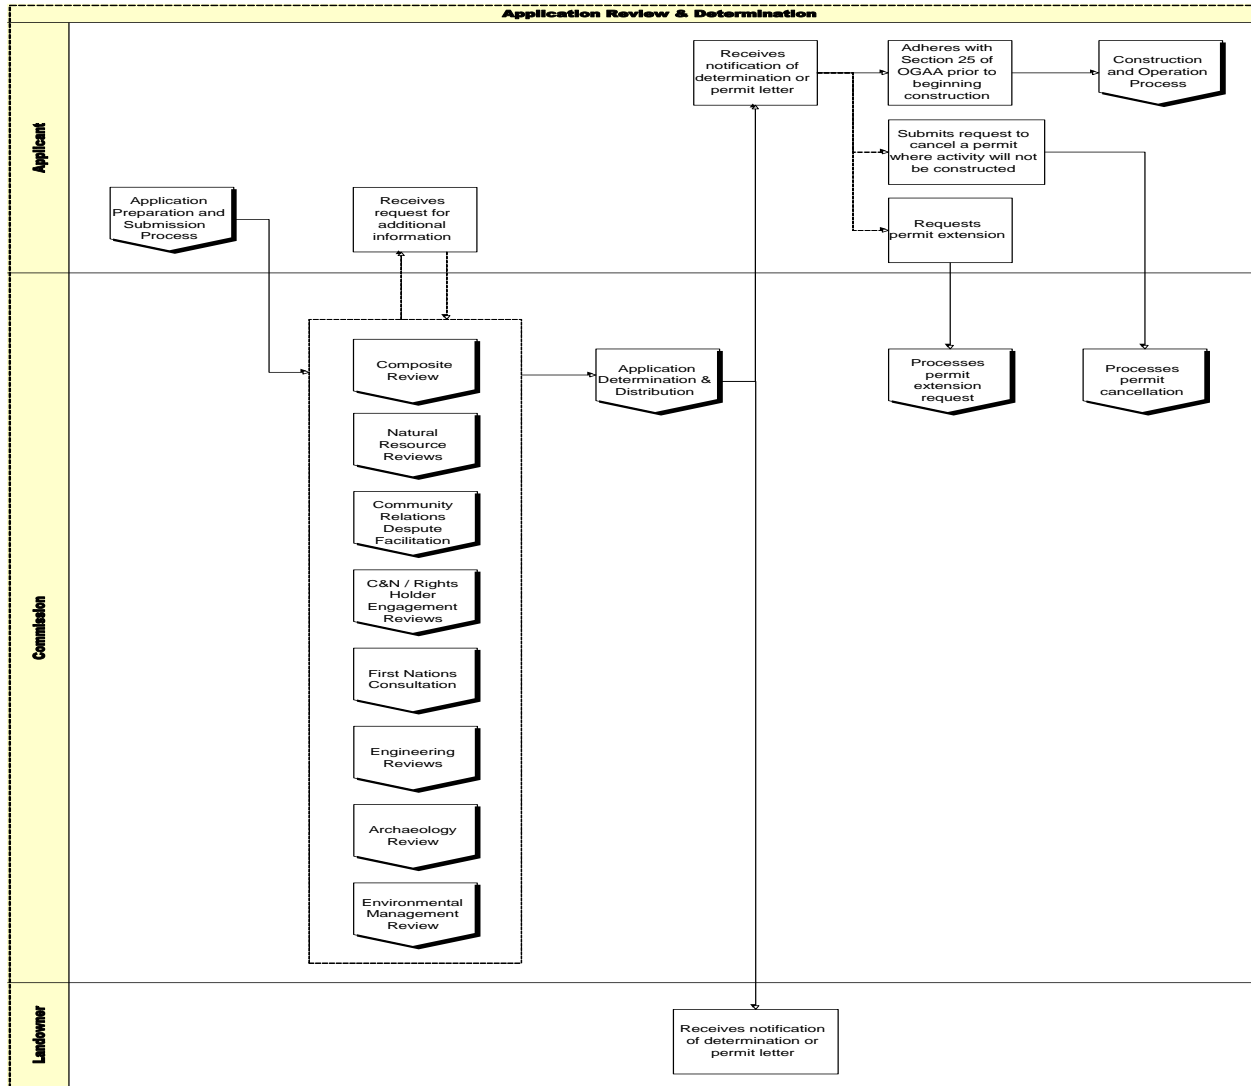 Application Review & Determination
Applicant
Application
Preparation and
Submission
Process
Receives
request for
additional
information
Receives
notification of
determination or
permit letter
Adheres with
Section 25 of
OGAA prior to
beginning
construction
Construction
and Operation
Process
Submits request to
cancel a permit
where activity will not
be constructed
Requests
permit extension
Commission
Composite
Review
Natural
Resource
Reviews
Community
Relations
Despute
Facilitation
C&N / Rights
Holder
Engagement
Reviews
First Nations
Consultation
Engineering
Reviews
Archaeology
Review
Environmental
Management
Review
Application
Determination &
Distribution
Processes
permit
extension
request
Processes
permit
cancellation
Landowner
Receives notification
of determination or
permit letter